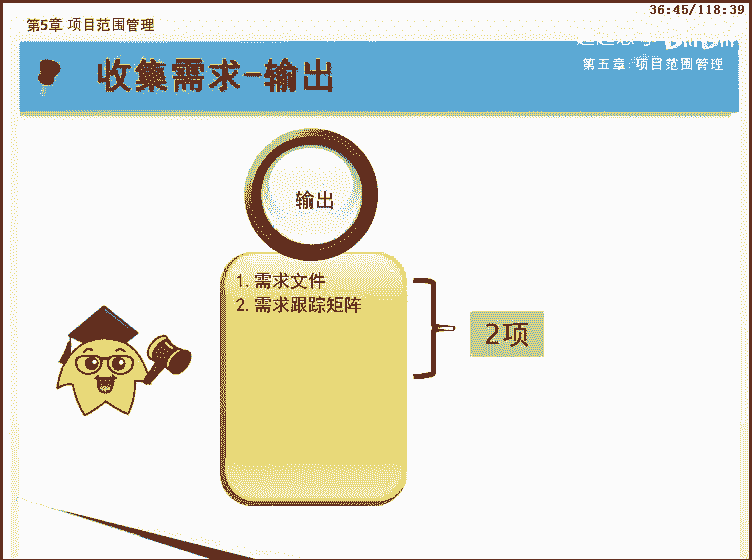 36:45/118:39
第5章 项目范围管理
收集需求-输出
第五章 项目范围管理
输出
1.需求文件
2.需求跟踪矩阵
2项